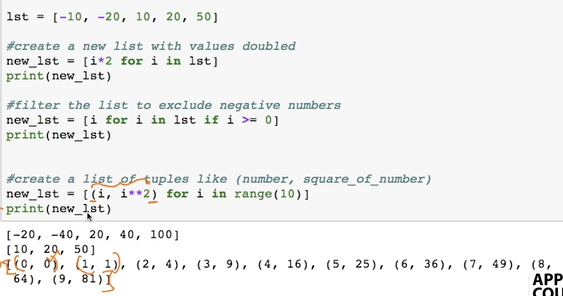 lst = [-10, -20, 10, 20, 50]
#create a new list with values doubled
new_lst = [i*2 for i in lst]
print(new_lst)
#filter the list to exclude negative numbers
new_lst = [i for i in lst if i >= 0]
print(new_lst)
#create a list of tuples like (number, square_of_number)
new_lst = [(i, i**2) for i in range(10)]
print(new_lst)
[-20, -40, 20, 40, 100]
[10, 20, 50]
[(0, 0), (1, 1), (2, 4), (3, 9), (4, 16), (5, 25), (6, 36), (7, 49), (8,
64), (9, 81)]
APP
COU